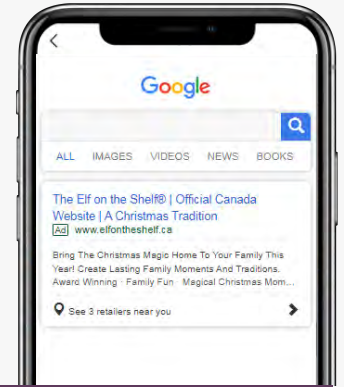 Google
ALL IMAGES VIDEOS NEWS BOOKS
The Elf on the Shelf® | Official Canada
Website | A Christmas Tradition
Ad www.elfontheshelf.ca
Bring The Christmas Magic Home To Your Family This
Year! Create Lasting Family Moments And Traditions.
Award Winning · Family Fun · Magical Christmas Mom...
See 3 retailers near you